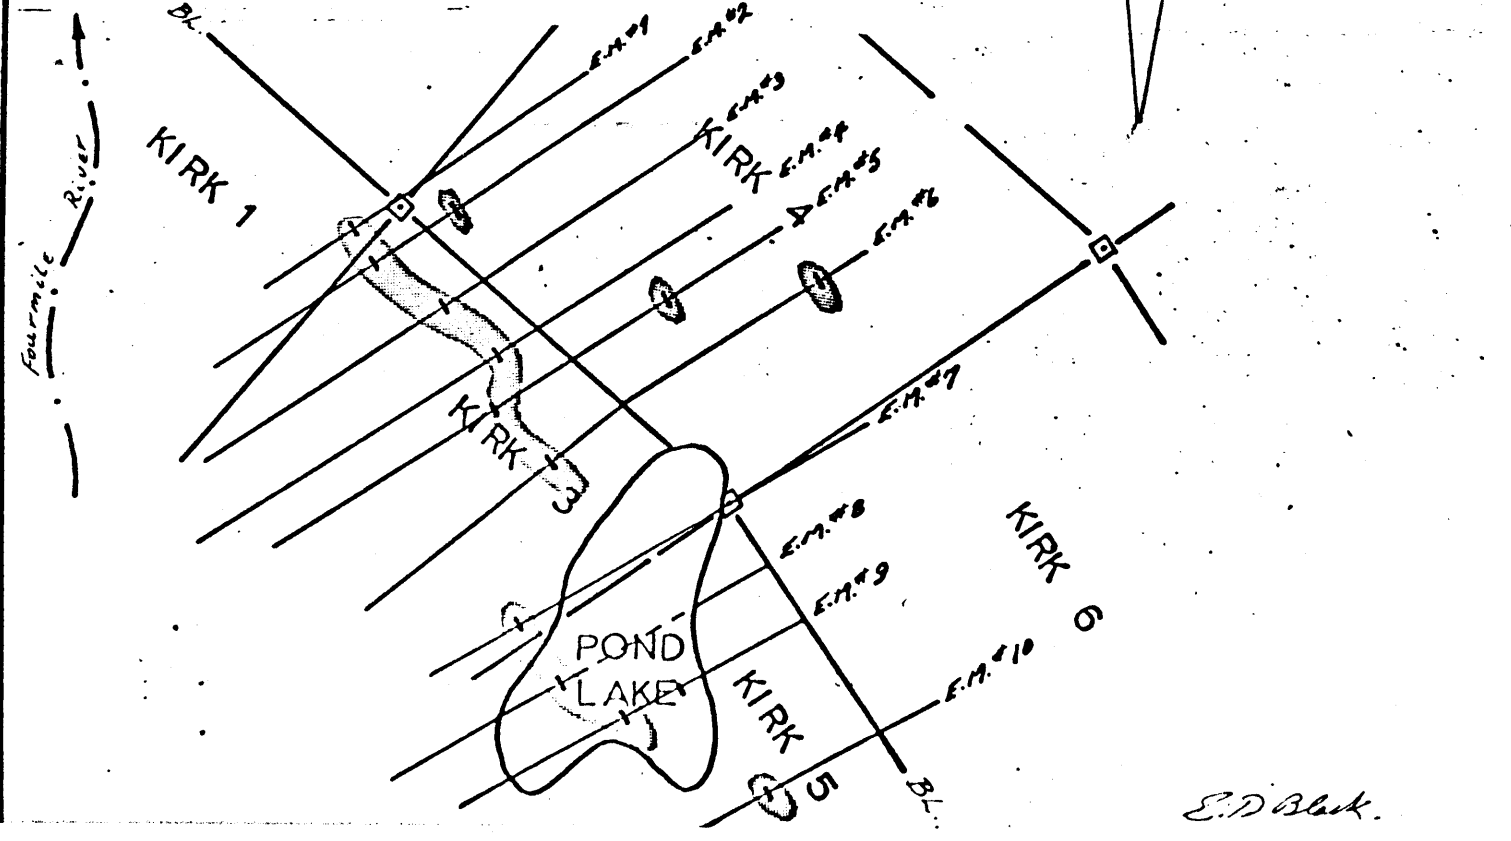 BL.
E.M.#1
E.M.#2
E.M.#3
KIRK 1
KIRK 4
E.M.#4
E.M.#5
E.M.#6
Fourmile River
KIRK 3
E.M.#7
E.M.#8
E.M.#9
KIRK 6
POND
LAKE
E.M.#10
KIRK 5
BL.
E.D Black.